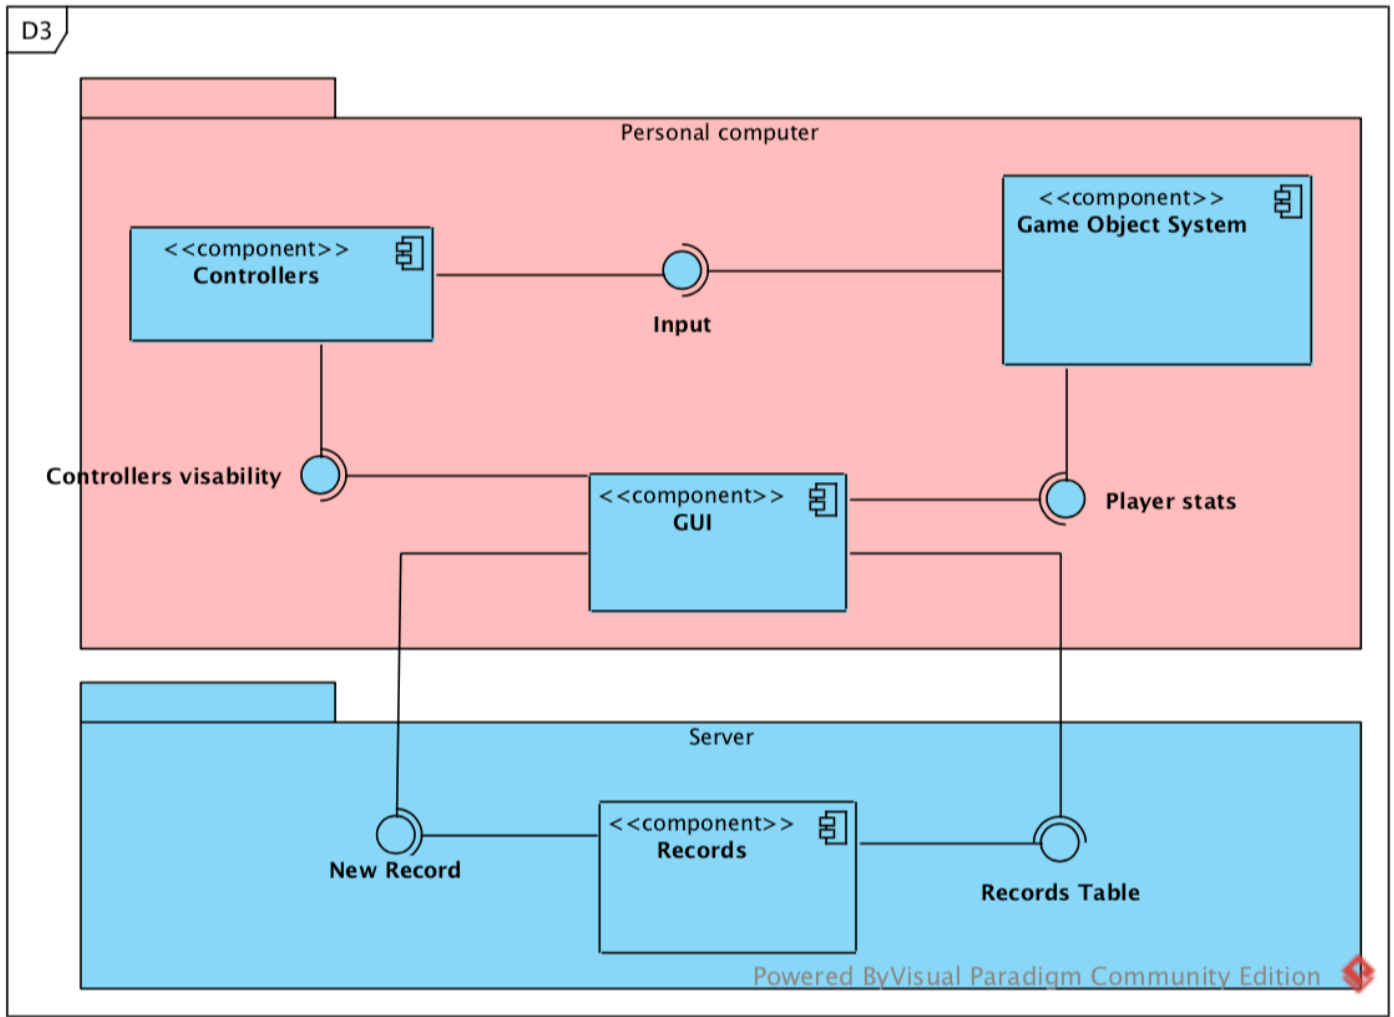 D3
Personal computer
<<component>>
Controllers
<<component>>
Game Object System
Input
Controllers visability
<<component>>
GUI
Player stats
Server
New Record
<<component>>
Records
Records Table
Powered ByVisual Paradigm Community Edition